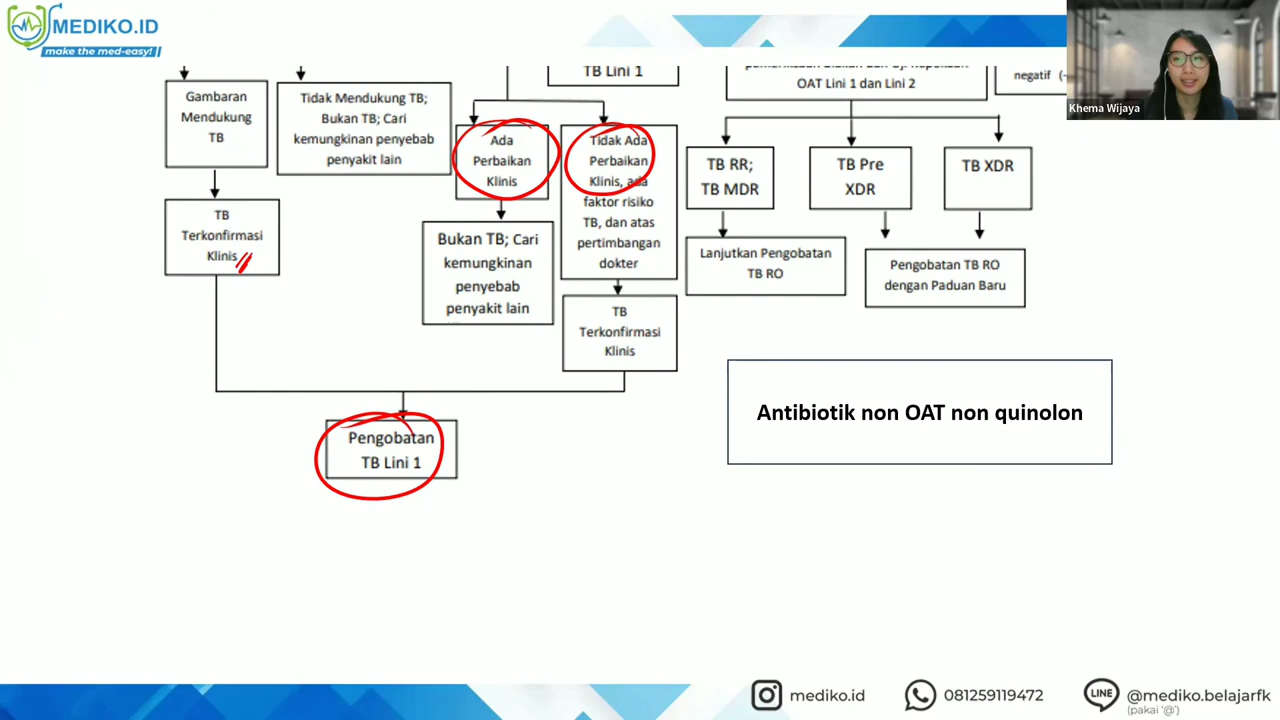 MEDIKO.ID
make the med-easy!
Khema Wijaya
TB Lini 1
OAT Lini 1 dan Lini 2
negatif (-
Gambaran
Mendukung
TB
Tidak Mendukung TB;
Bukan TB; Cari
kemungkinan penyebab
penyakit lain
Ada
Perbaikan
Klinis
Tidak Ada
Perbaikan
Klinis, ada
faktor risiko
TB, dan atas
pertimbangan
dokter
TB RR;
TB MDR
TB Pre
XDR
TB XDR
TB
Terkonfirmasi
Klinis
Bukan TB; Cari
kemungkinan
penyebab
penyakit lain
Lanjutkan Pengobatan
TB RO
Pengobatan TB RO
dengan Paduan Baru
TB
Terkonfirmasi
Klinis
Pengobatan
TB Lini 1
Antibiotik non OAT non quinolon
mediko.id
081259119472
LINE
@mediko.belajarfk
(pakai '@')